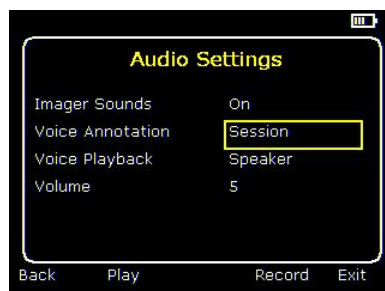 Audio Settings
Imager Sounds On
Voice Annotation Session
Voice Playback Speaker
Volume 5
Back Play Record Exit